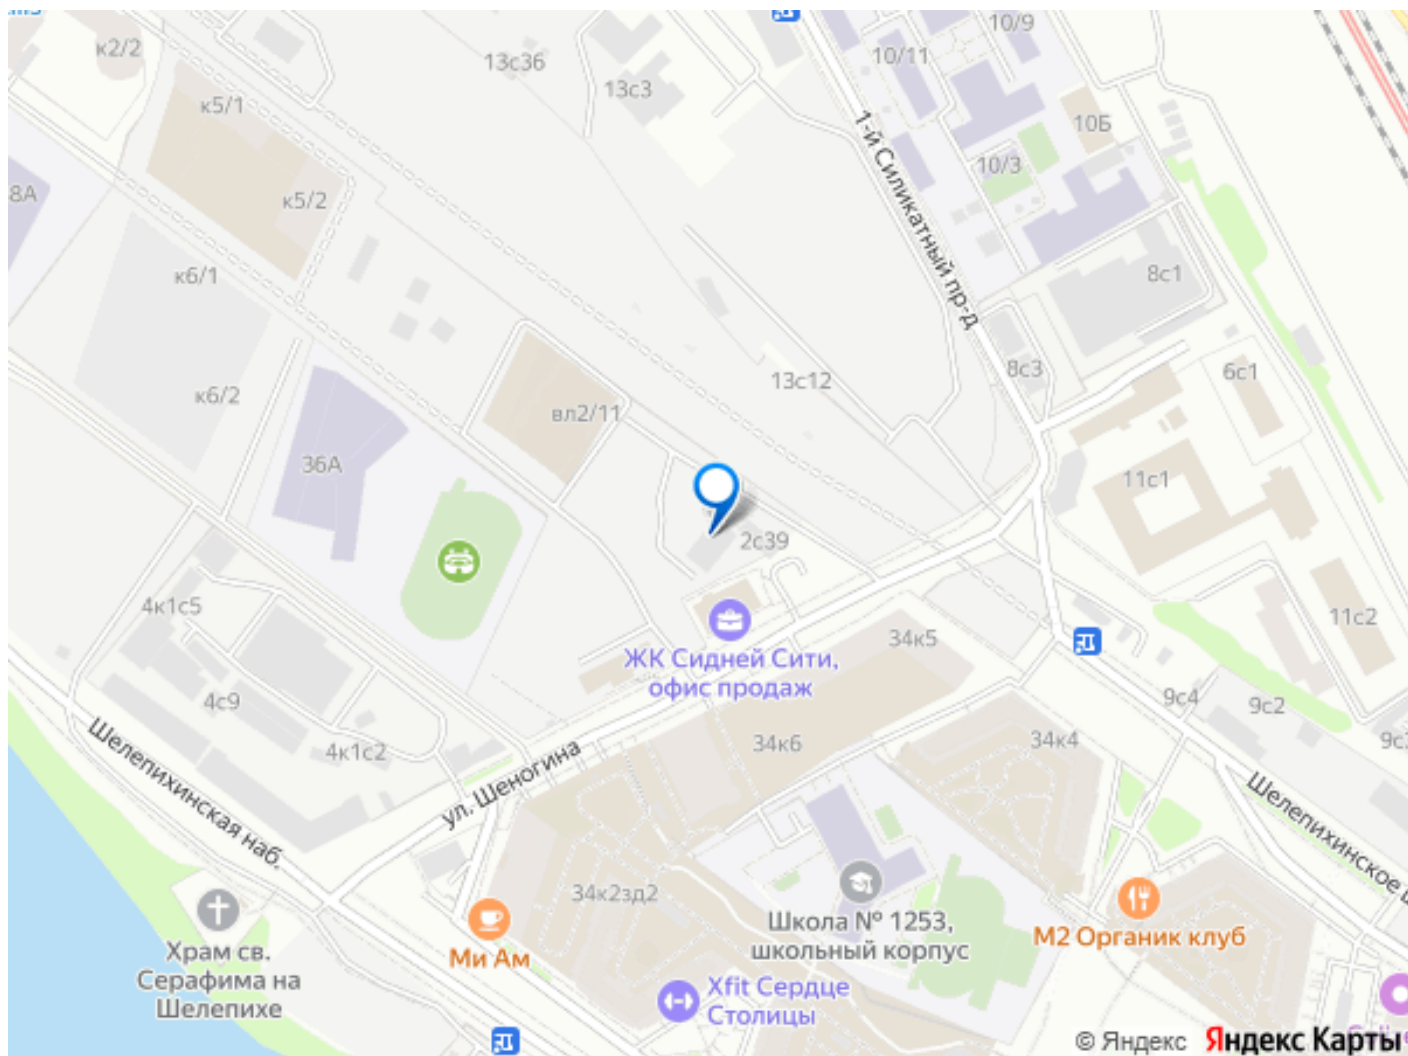 к2/2
13с36
10/9
10/11
13с3
к5/1
10Б
1-й Силикатный пр-д
10/3
8А
к5/2
к6/1
8с1
8с3
6с1
13с12
к6/2
вл2/11
36А
11с1
2с39
4к1с5
11с2
34к5
ЖК Сидней Сити,
офис продаж
4с9
9с4
9с2
4к1с2
34к6
34к4
Шелепихинская наб.
ул. Шеногина
Шелепихинское
34к2зд2
Школа № 1253,
школьный корпус
М2 Органик клуб
Ми Ам
Храм св.
Серафима на
Шелепихе
Xfit Сердце
Столицы
© Яндекс Яндекс Карты